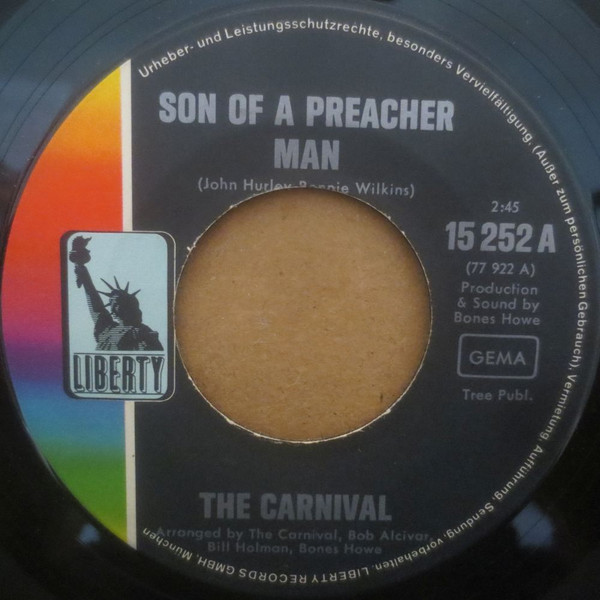 Urheber- und Leistungsschutzrechte, besonders Vervielfältigung, (Außer zum persönlichen Gebrauch), Vermietung, Aufführung, Sendung, vorbehalten. LIBERTY RECORDS GMBH, München
SON OF A PREACHER
MAN
(John Hurley-Ronnie Wilkins)
2:45
15 252 A
(77 922 A)
Production
& Sound by
Bones Howe
GEMA
Tree Publ.
LIBERTY
THE CARNIVAL
Arranged by The Carnival, Bob Alcivar,
Bill Holman, Bones Howe